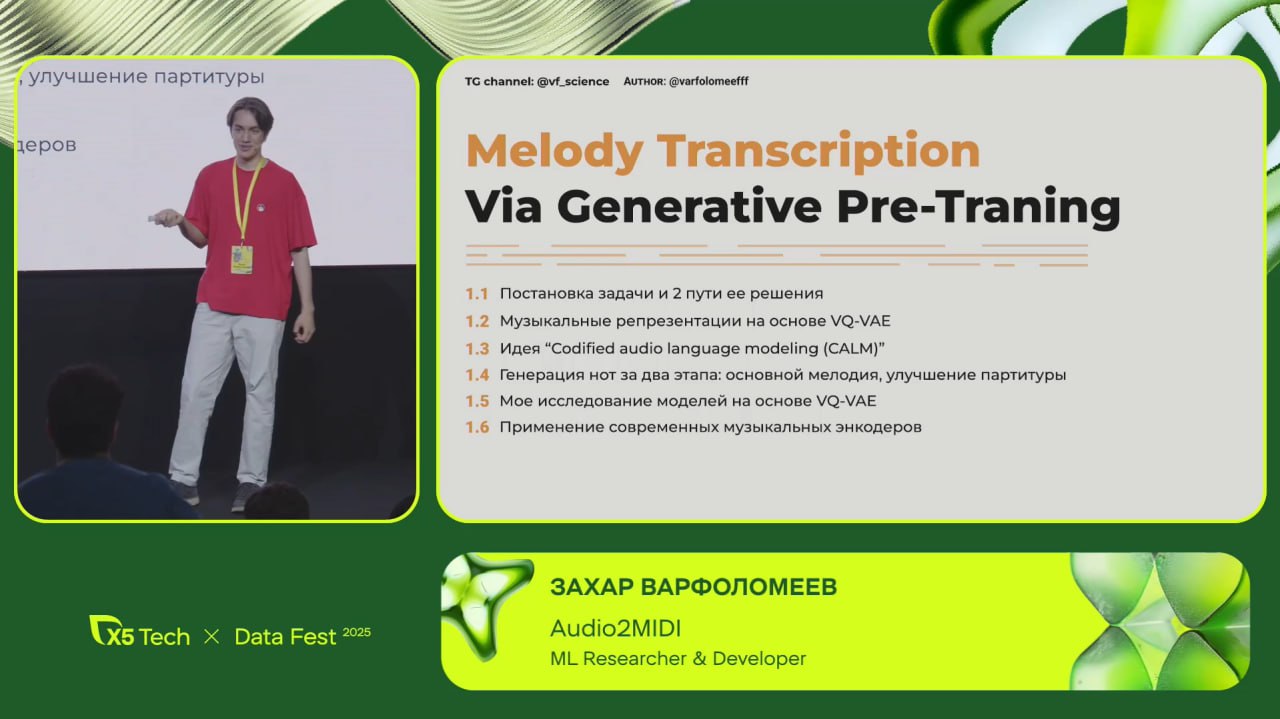 , улучшение партитуры
деров
TG channel: @vf_science Author: @varfolomeefff
Melody Transcription
Via Generative Pre-Traning
1.1 Постановка задачи и 2 пути ее решения
1.2 Музыкальные репрезентации на основе VQ-VAE
1.3 Идея “Codified audio language modeling (CALM)”
1.4 Генерация нот за два этапа: основной мелодия, улучшение партитуры
1.5 Мое исследование моделей на основе VQ-VAE
1.6 Применение современных музыкальных энкодеров
ЗАХАР ВАРФОЛОМЕЕВ
Audio2MIDI
ML Researcher & Developer
X5 Tech × Data Fest 2025